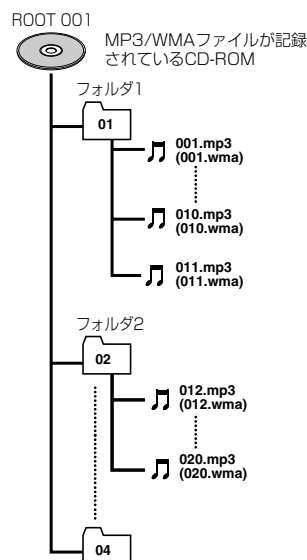 ROOT 001
MP3/WMAファイルが記録
されているCD-ROM
フォルダ1
01
001.mp3
(001.wma)
010.mp3
(010.wma)
011.mp3
(011.wma)
フォルダ2
02
012.mp3
(012.wma)
020.mp3
(020.wma)
04